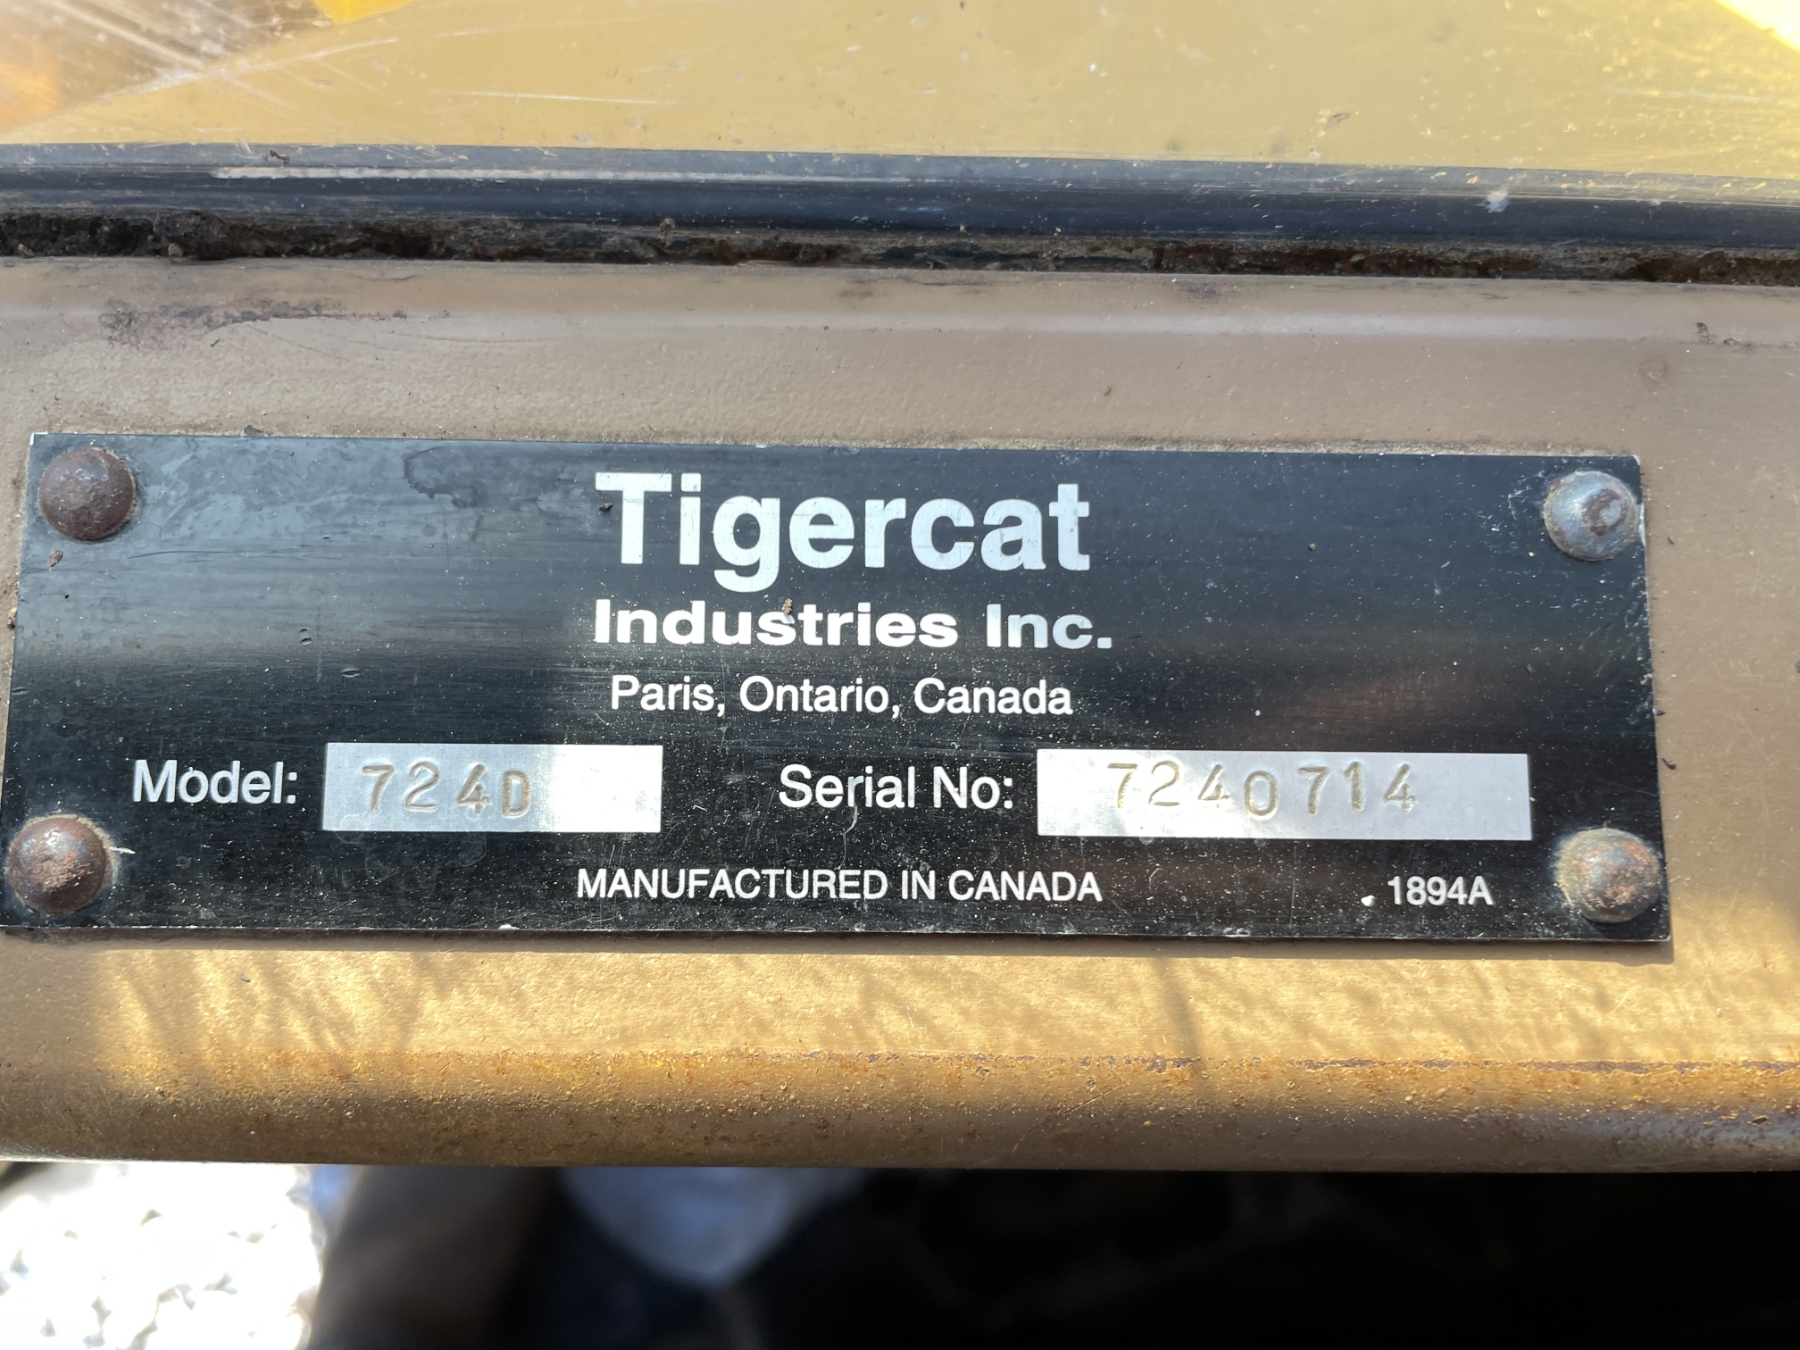 Tigercat
Industries Inc.
Paris, Ontario, Canada
Model: 724D Serial No: 7240714
MANUFACTURED IN CANADA 1894A